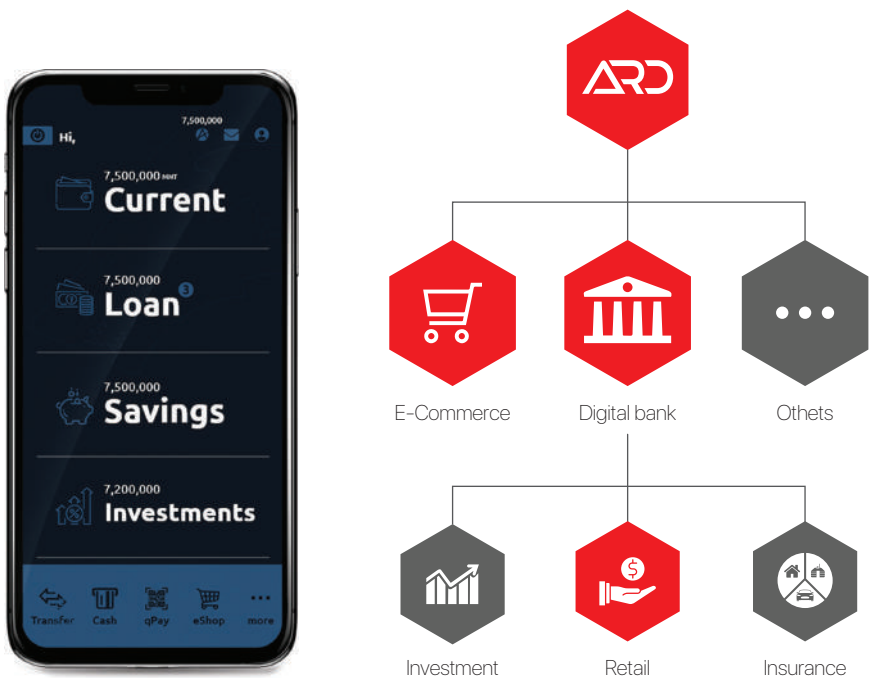 7,500,000
Hi,
7,500,000 MNT
Current
7,500,000
Loan 3
7,500,000
Savings
7,200,000
Investments
Transfer Cash qPay eShop more
ARD
E-Commerce Digital bank Othets
$
Investment Retail Insurance